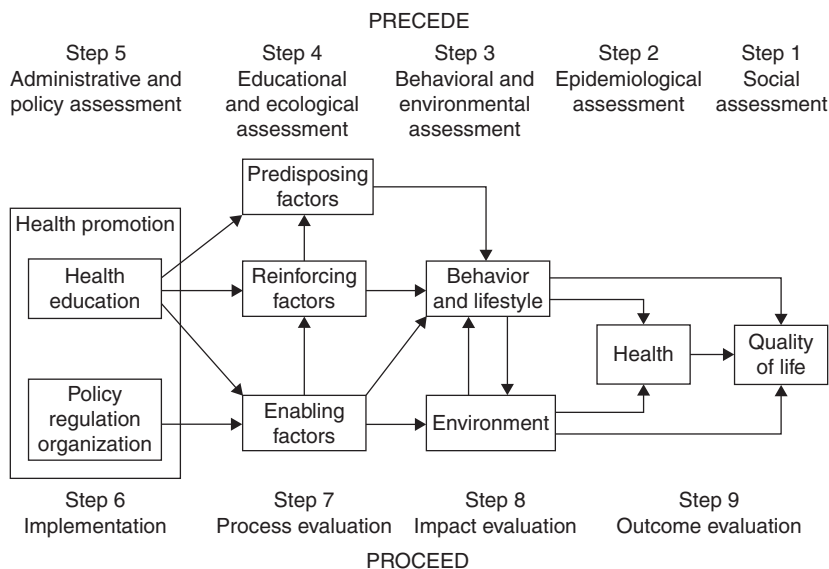 PRECEDE
Step 5
Administrative and
policy assessment
Step 4
Educational
and ecological
assessment
Step 3
Behavioral and
environmental
assessment
Step 2
Epidemiological
assessment
Step 1
Social
assessment
Health promotion
Health
education
Policy
regulation
organization
Predisposing
factors
Reinforcing
factors
Enabling
factors
Behavior
and lifestyle
Environment
Health
Quality
of life
Step 6
Implementation
Step 7
Process evaluation
Step 8
Impact evaluation
Step 9
Outcome evaluation
PROCEED